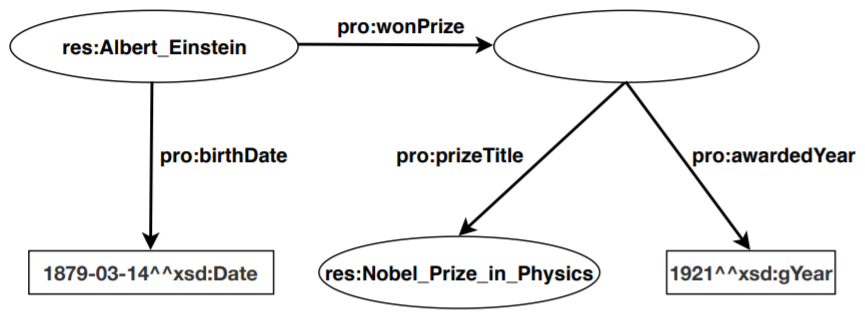 pro:wonPrize
res:Albert_Einstein
pro:birthDate
pro:prizeTitle
pro:awardedYear
1879-03-14^^xsd:Date
res:Nobel_Prize_in_Physics
1921^^xsd:gYear